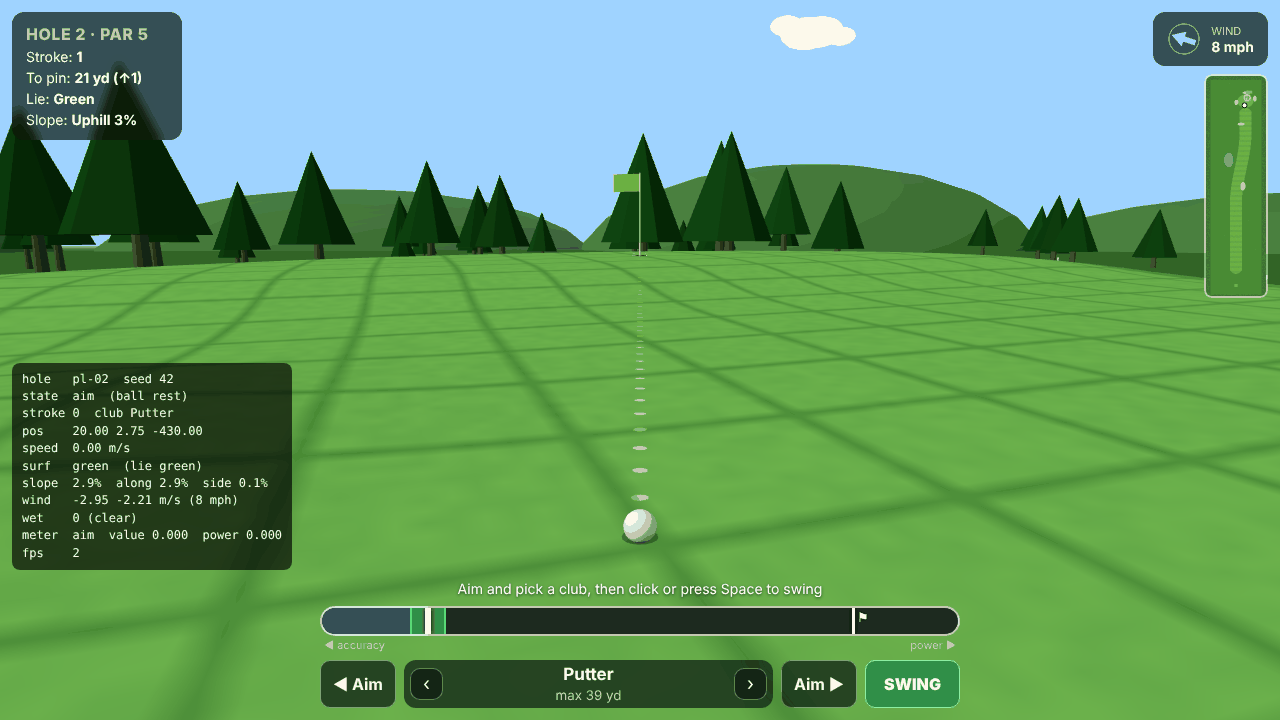 HOLE 2 · PAR 5
Stroke: 1
To pin: 21 yd (↑1)
Lie: Green
Slope: Uphill 3%
WIND
8 mph
hole pl-02 seed 42
state aim (ball rest)
stroke 0 club Putter
pos 20.00 2.75 -430.00
speed 0.00 m/s
surf green (lie green)
slope 2.9% along 2.9% side 0.1%
wind -2.95 -2.21 m/s (8 mph)
wet 0 (clear)
meter aim value 0.000 power 0.000
fps 2
Aim and pick a club, then click or press Space to swing
◀ accuracy
power ▶
◀ Aim
‹
Putter
max 39 yd
›
Aim ▶
SWING